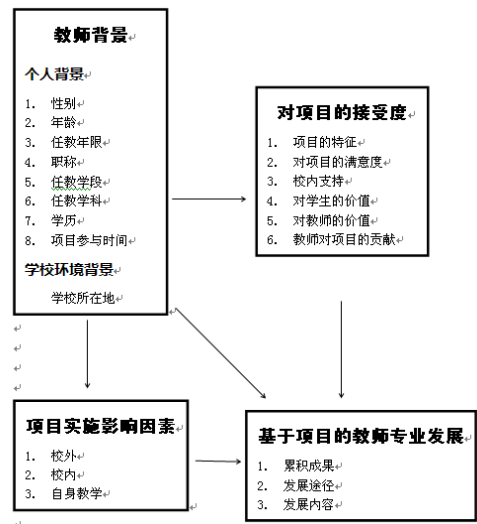 教师背景
个人背景
1. 性别
2. 年龄
3. 任教年限
4. 职称
5. 任教学段
6. 任教学科
7. 学历
8. 项目参与时间
学校环境背景
学校所在地
对项目的接受度
1. 项目的特征
2. 对项目的满意度
3. 校内支持
4. 对学生的价值
5. 对教师的价值
6. 教师对项目的贡献
项目实施影响因素
1. 校外
2. 校内
3. 自身教学
基于项目的教师专业发展
1. 累积成果
2. 发展途径
3. 发展内容